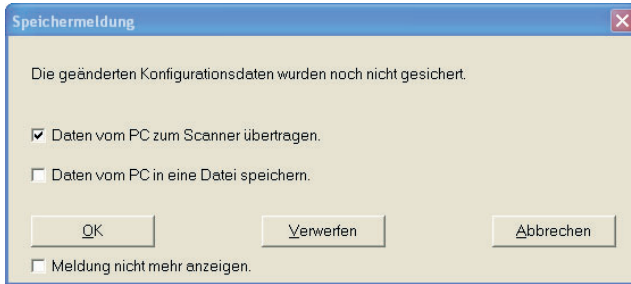 Speichermeldung
Die geänderten Konfigurationsdaten wurden noch nicht gesichert.
Daten vom PC zum Scanner übertragen.
Daten vom PC in eine Datei speichern.
OK Verwerfen Abbrechen
Meldung nicht mehr anzeigen.